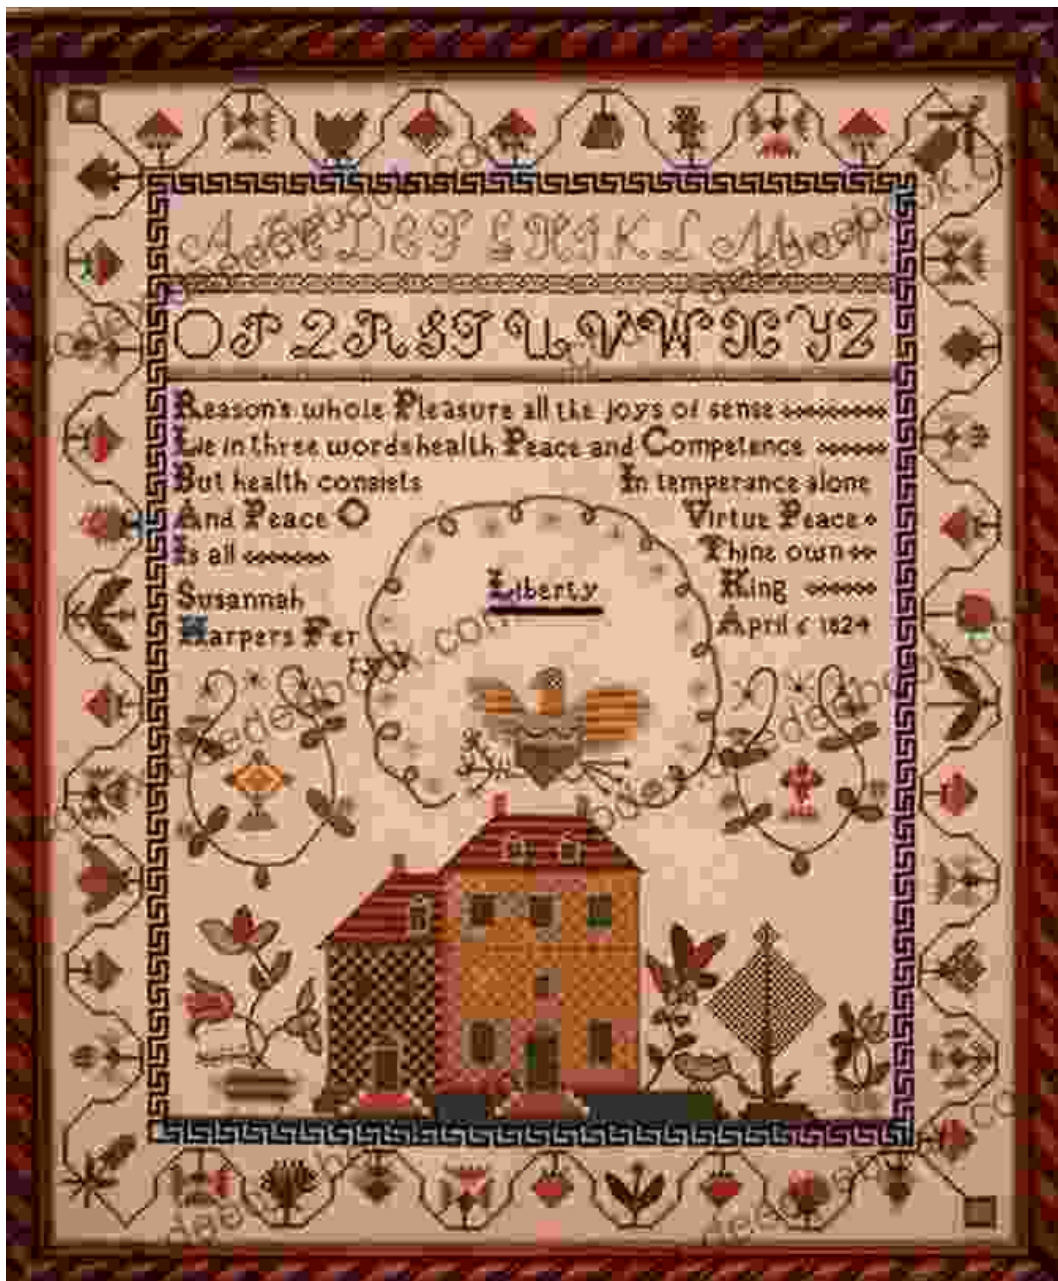 A B C D E F G H I K L M N
O P Q R S T U V W X Y Z
Reason's whole Pleasure all the joys of sense
Lie in three words health Peace and Competence
But health consists In temperance alone
And Peace O Virtue Peace
Is all Thine own
Liberty
Susannah King
Harpers Fer April 6 1824